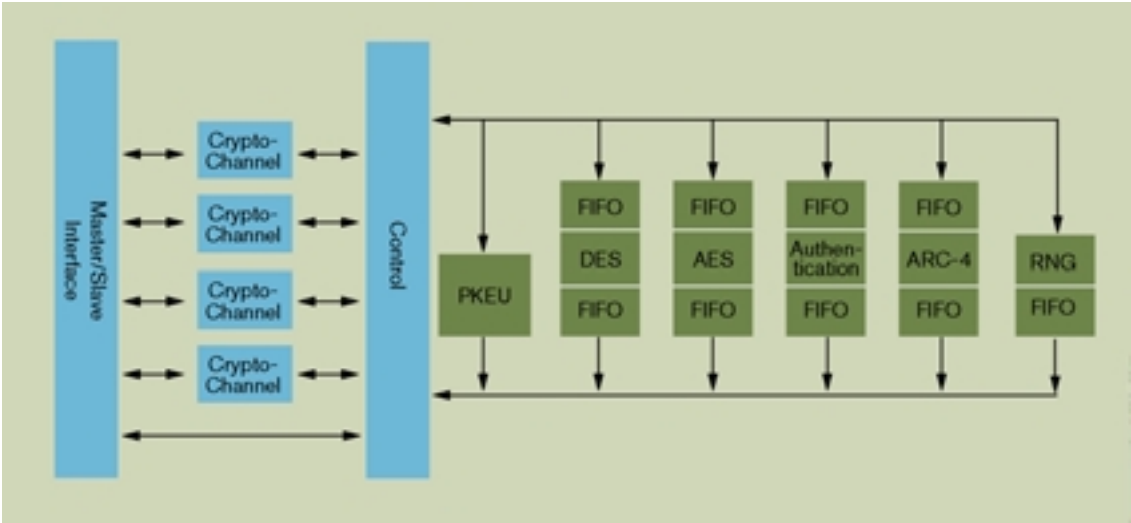 Master/Slave
Interface
Crypto-
Channel
Crypto-
Channel
Crypto-
Channel
Crypto-
Channel
Control
PKEU
FIFO
DES
FIFO
FIFO
AES
FIFO
FIFO
Authen-
tication
FIFO
FIFO
ARC-4
FIFO
RNG
FIFO